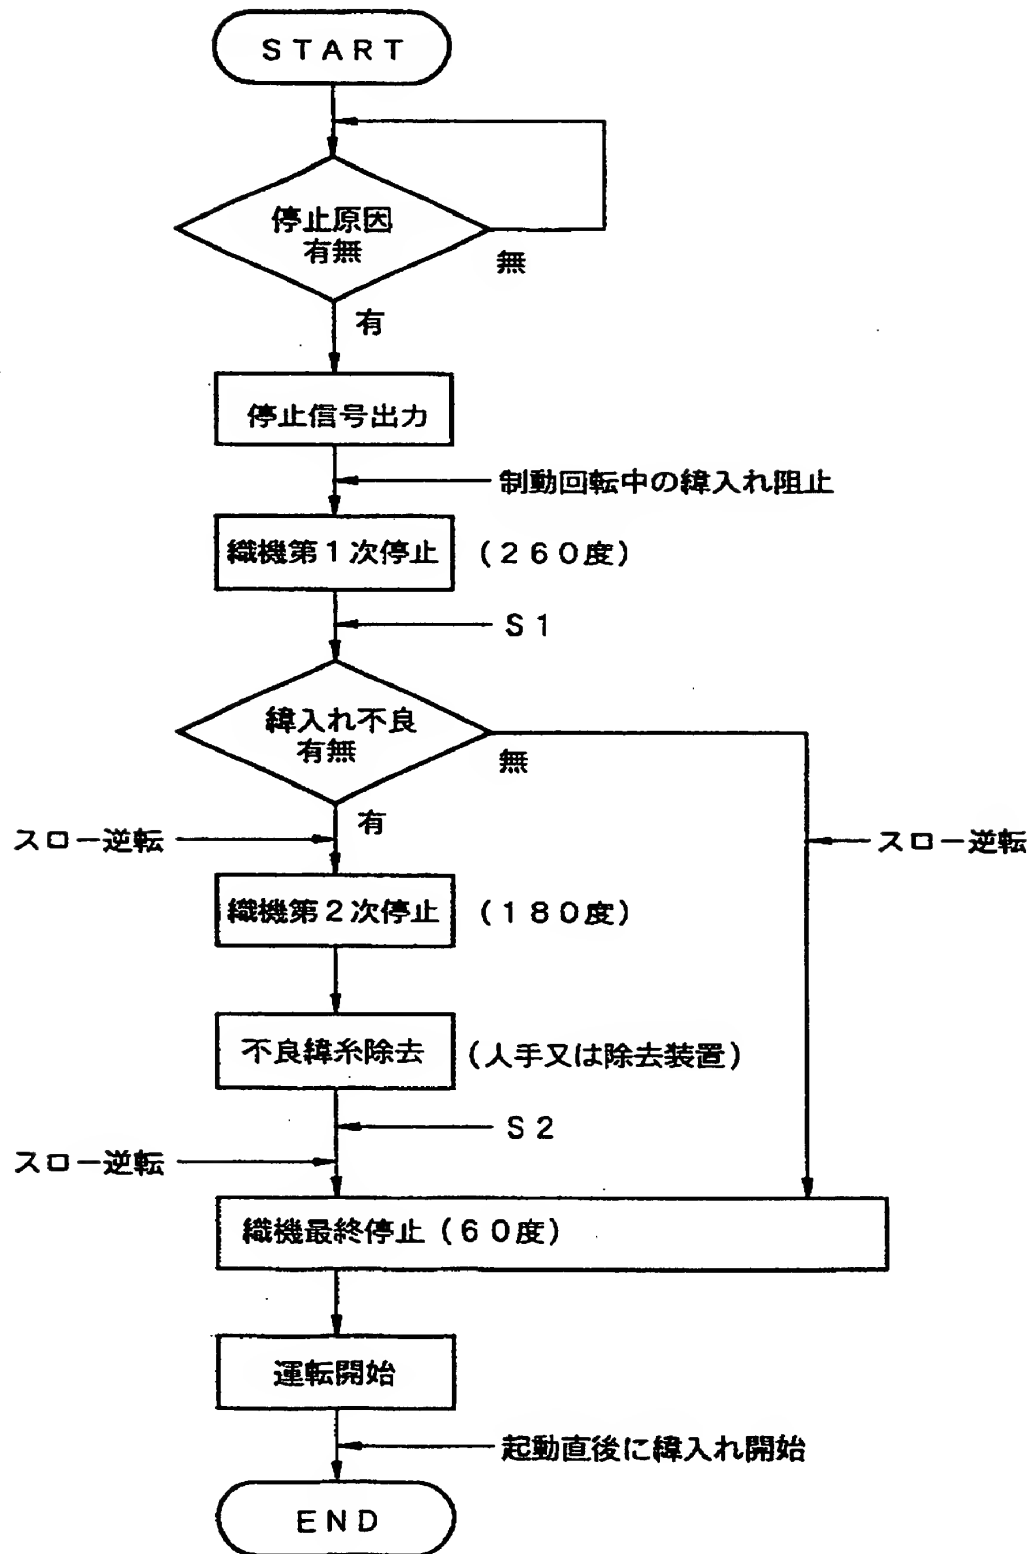 START
停止原因
有無
無
有
停止信号出力
制動回転中の緯入れ阻止
織機第1次停止 (260度)
S1
緯入れ不良
有無
無
有
スロー逆転
スロー逆転
織機第2次停止 (180度)
不良緯糸除去 (人手又は除去装置)
S2
スロー逆転
織機最終停止(60度)
運転開始
起動直後に緯入れ開始
END